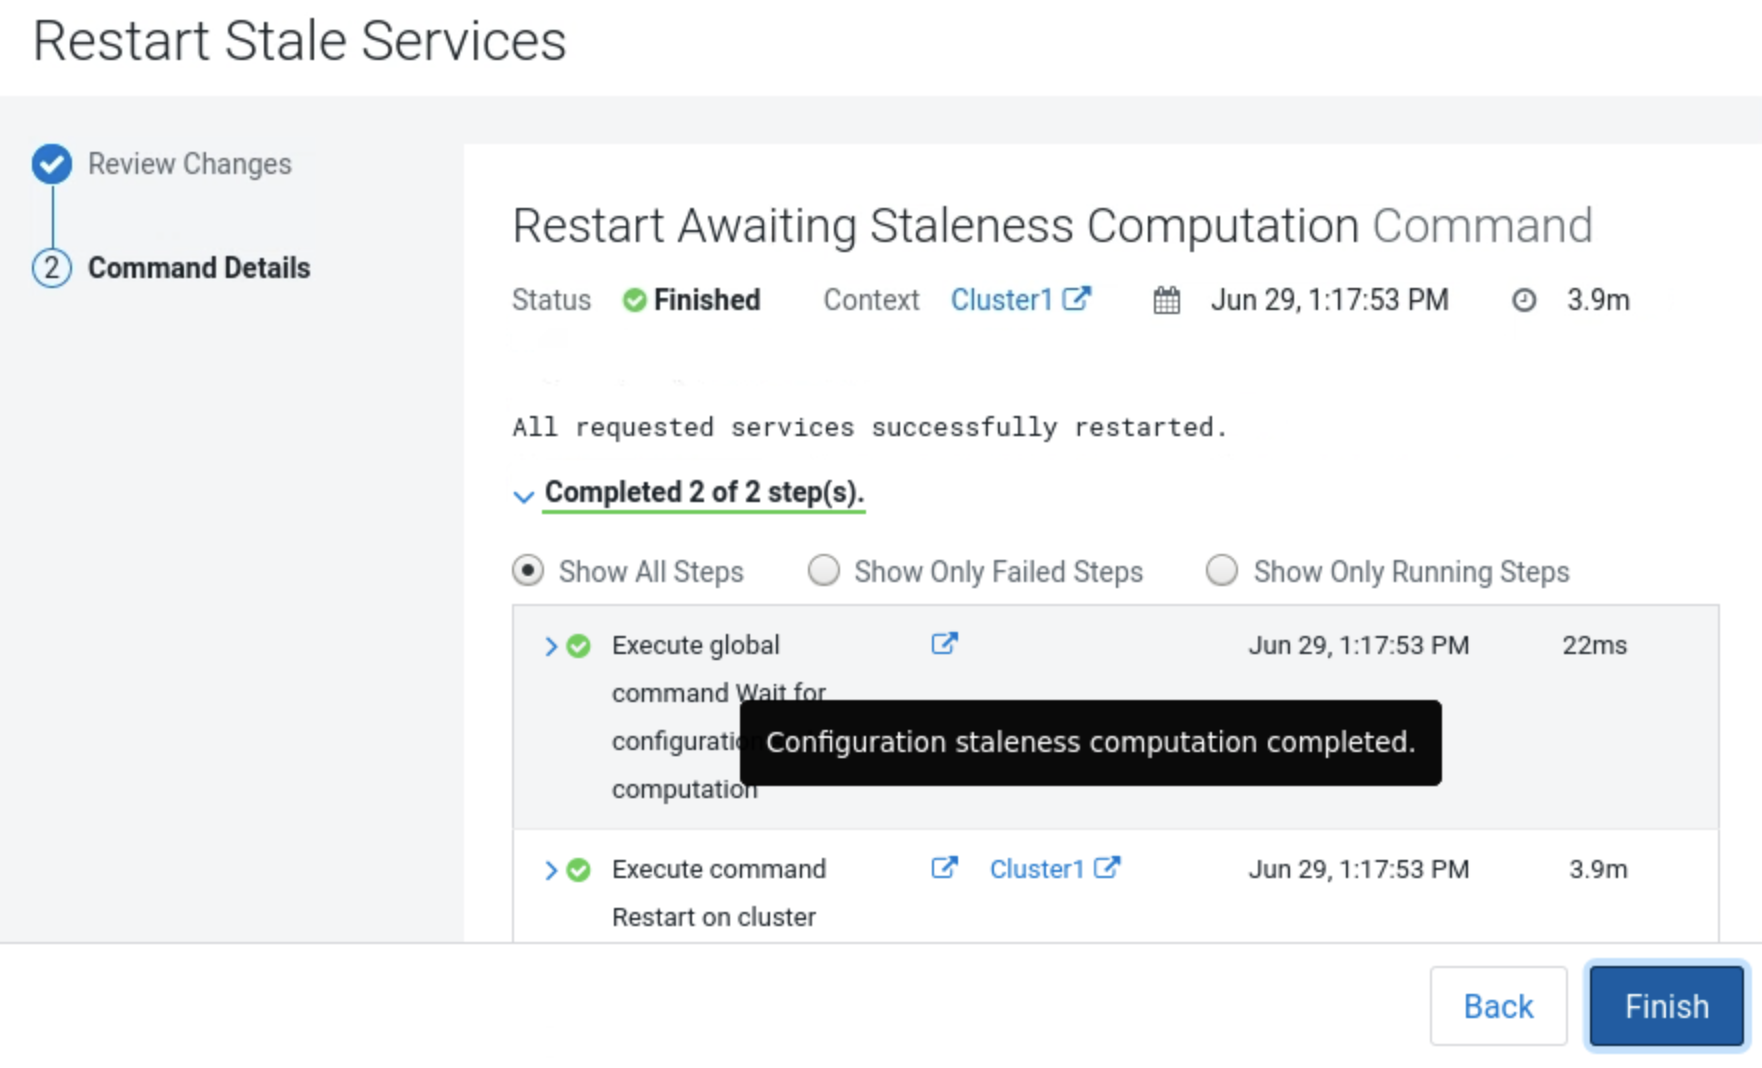 Restart Stale Services
Review Changes
2 Command Details
Restart Awaiting Staleness Computation Command
Status Finished Context Cluster1 Jun 29, 1:17:53 PM 3.9m
All requested services successfully restarted.
Completed 2 of 2 step(s).
Show All Steps Show Only Failed Steps Show Only Running Steps
Execute global Jun 29, 1:17:53 PM 22ms
command Wait for
Configuration staleness computation completed.
computation
Execute command Cluster1 Jun 29, 1:17:53 PM 3.9m
Restart on cluster
Back Finish